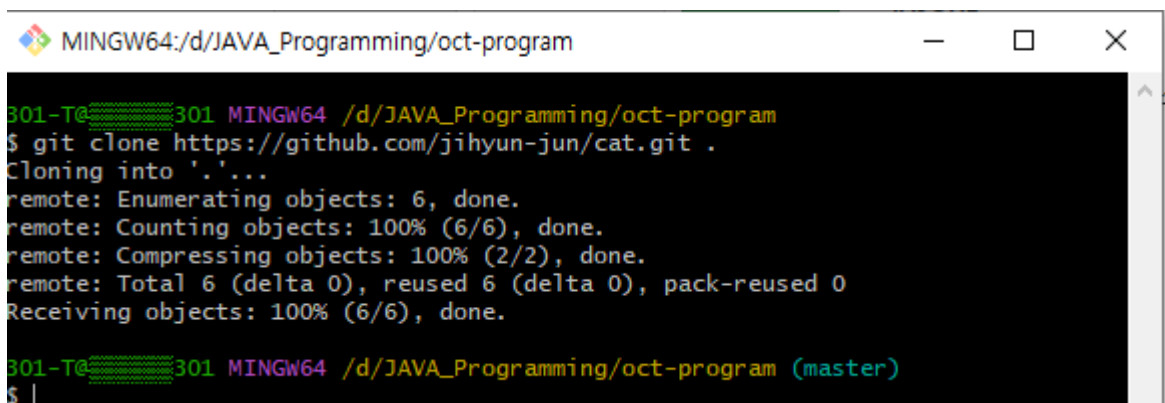 MINGW64:/d/JAVA_Programming/oct-program
301-T@▒▒▒▒▒▒301 MINGW64 /d/JAVA_Programming/oct-program
$ git clone https://github.com/jihyun-jun/cat.git .
Cloning into '.'...
remote: Enumerating objects: 6, done.
remote: Counting objects: 100% (6/6), done.
remote: Compressing objects: 100% (2/2), done.
remote: Total 6 (delta 0), reused 6 (delta 0), pack-reused 0
Receiving objects: 100% (6/6), done.
301-T@▒▒▒▒▒▒301 MINGW64 /d/JAVA_Programming/oct-program (master)
$